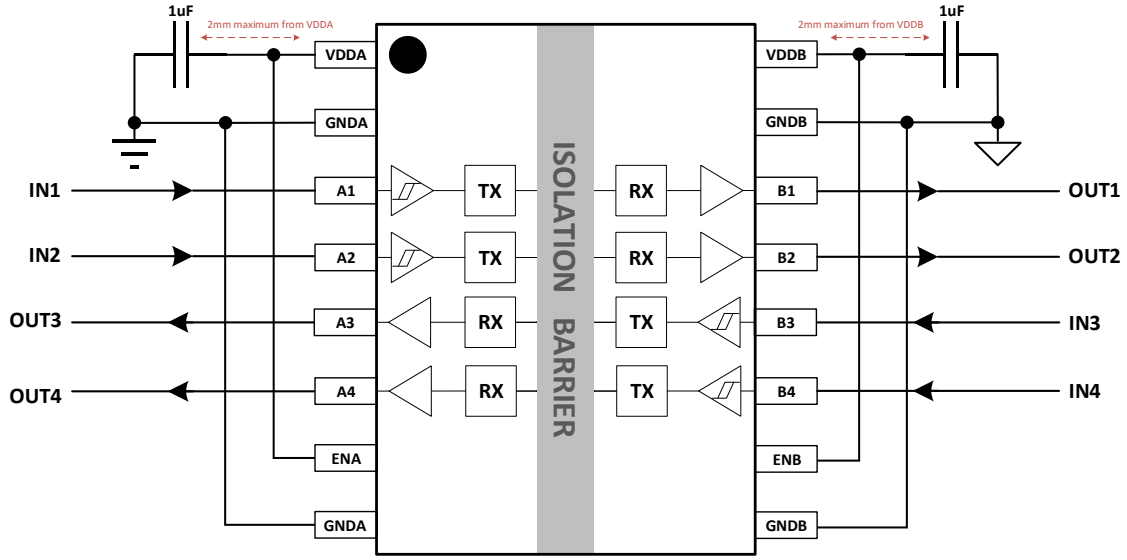 1uF
2mm maximum from VDDA
2mm maximum from VDDB
1uF
VDDA
VDDB
GNDA
GNDB
IN1
A1
TX
RX
B1
OUT1
IN2
A2
TX
RX
B2
OUT2
OUT3
A3
RX
TX
B3
IN3
OUT4
A4
RX
TX
B4
IN4
ISOLATION BARRIER
ENA
ENB
GNDA
GNDB